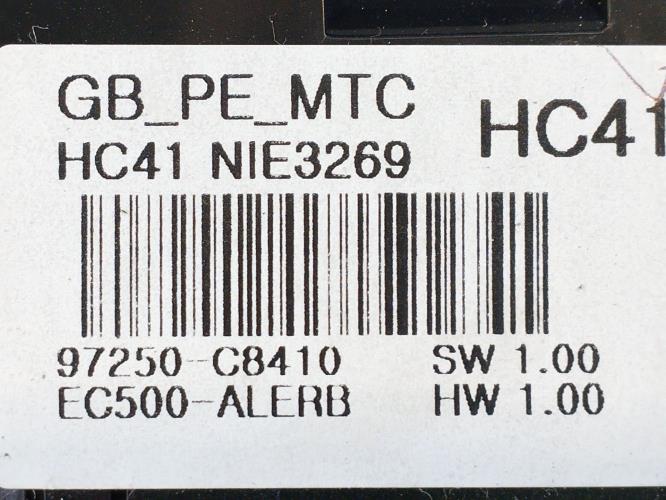 GB_PE_MTC
HC41
HC41 NIE3269
97250-C8410 SW 1.00
EC500-ALERB HW 1.00